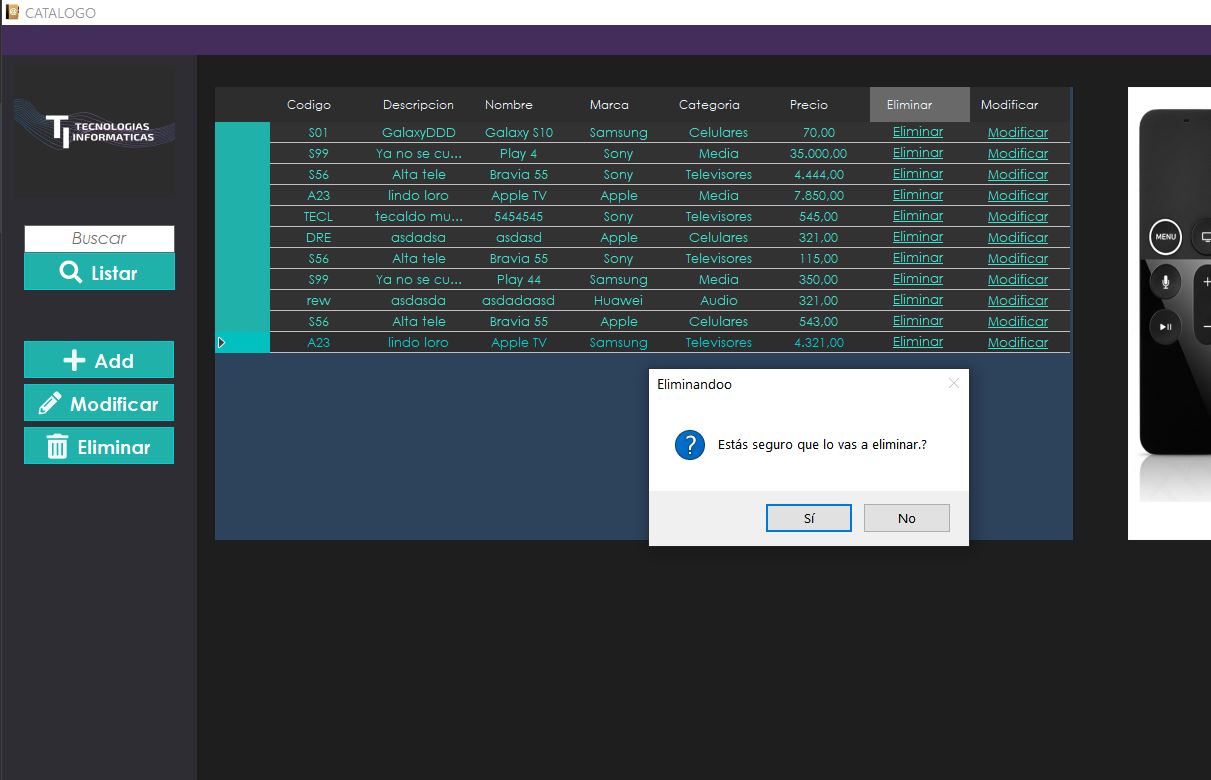 CATALOGO
TECNOLOGIAS
INFORMATICAS
Buscar
Listar
Add
Modificar
Eliminar
Codigo Descripcion Nombre Marca Categoria Precio Eliminar Modificar
S01 GalaxyDDD Galaxy S10 Samsung Celulares 70,00 Eliminar Modificar
S99 Ya no se cu... Play 4 Sony Media 35.000,00 Eliminar Modificar
S56 Alta tele Bravia 55 Sony Televisores 4.444,00 Eliminar Modificar
A23 lindo loro Apple TV Apple Media 7.850,00 Eliminar Modificar
TECL tecaldo mu... 5454545 Sony Televisores 545,00 Eliminar Modificar
DRE asdadsa asdasd Apple Celulares 321,00 Eliminar Modificar
S56 Alta tele Bravia 55 Sony Televisores 115,00 Eliminar Modificar
S99 Ya no se cu... Play 44 Samsung Media 350,00 Eliminar Modificar
rew asdasda asdadaasd Huawei Audio 321,00 Eliminar Modificar
S56 Alta tele Bravia 55 Apple Celulares 543,00 Eliminar Modificar
A23 lindo loro Apple TV Samsung Televisores 4.321,00 Eliminar Modificar
Eliminandoo
Estás seguro que lo vas a eliminar.?
Sí No
MENU